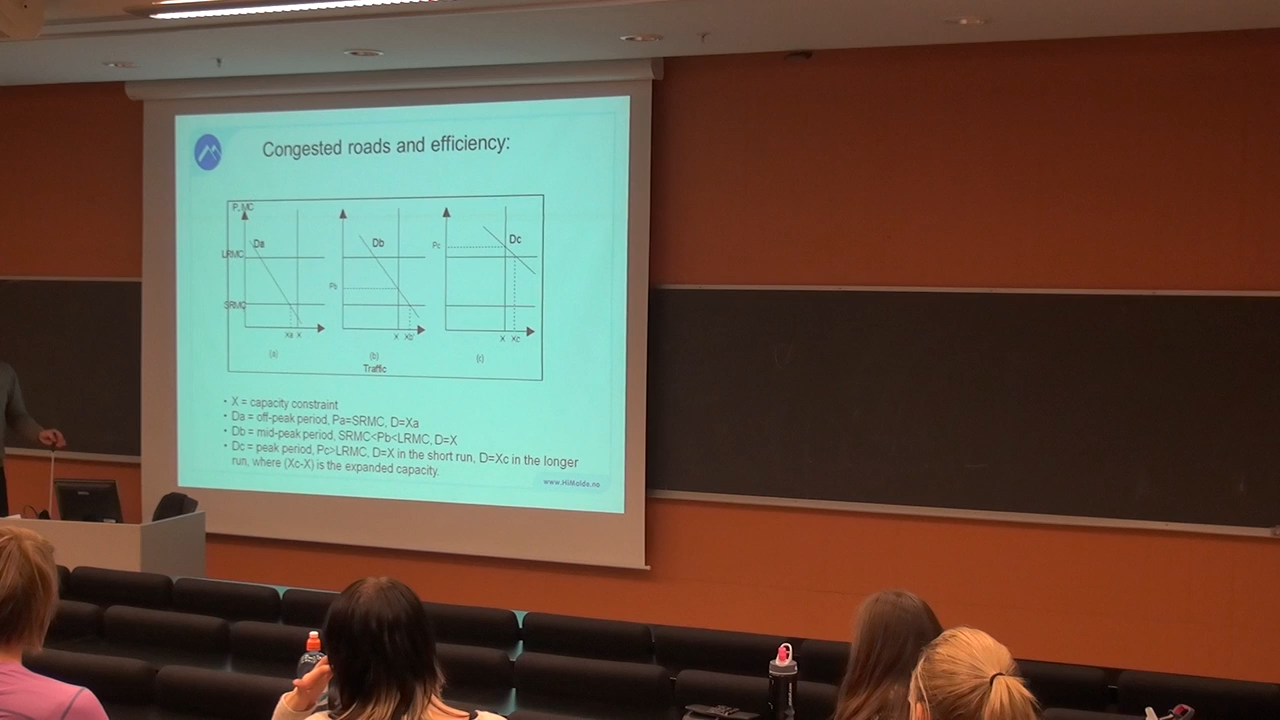 Congested roads and efficiency:
P, MC
Da
Db
Dc
Pc
LRMC
Pb
SRMC
Xa X
X Xb'
X Xc
(a)
(b)
(c)
Traffic
• X = capacity constraint
• Da = off-peak period, Pa=SRMC, D=Xa
• Db = mid-peak period, SRMC<Pb<LRMC, D=X
• Dc = peak period, Pc>LRMC, D=X in the short run, D=Xc in the longer
run, where (Xc-X) is the expanded capacity.
www.HiMolde.no